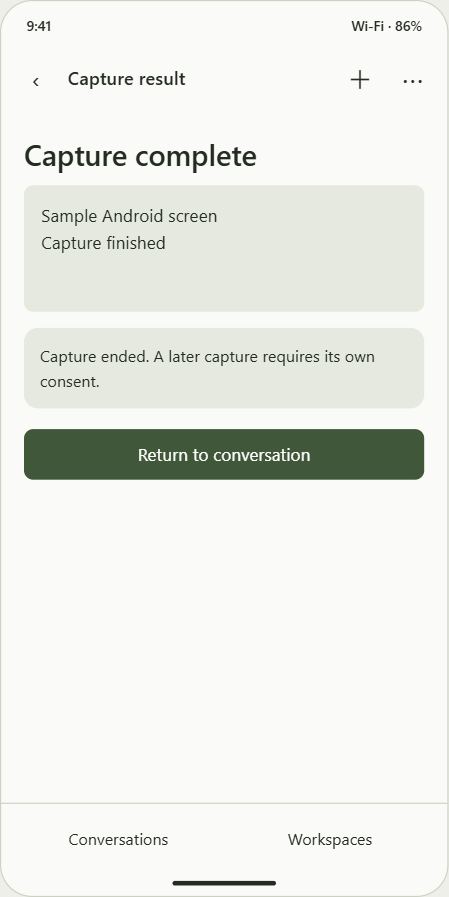 9:41
Wi-Fi · 86%
‹ Capture result + ...
Capture complete
Sample Android screen
Capture finished
Capture ended. A later capture requires its own
consent.
Return to conversation
Conversations
Workspaces